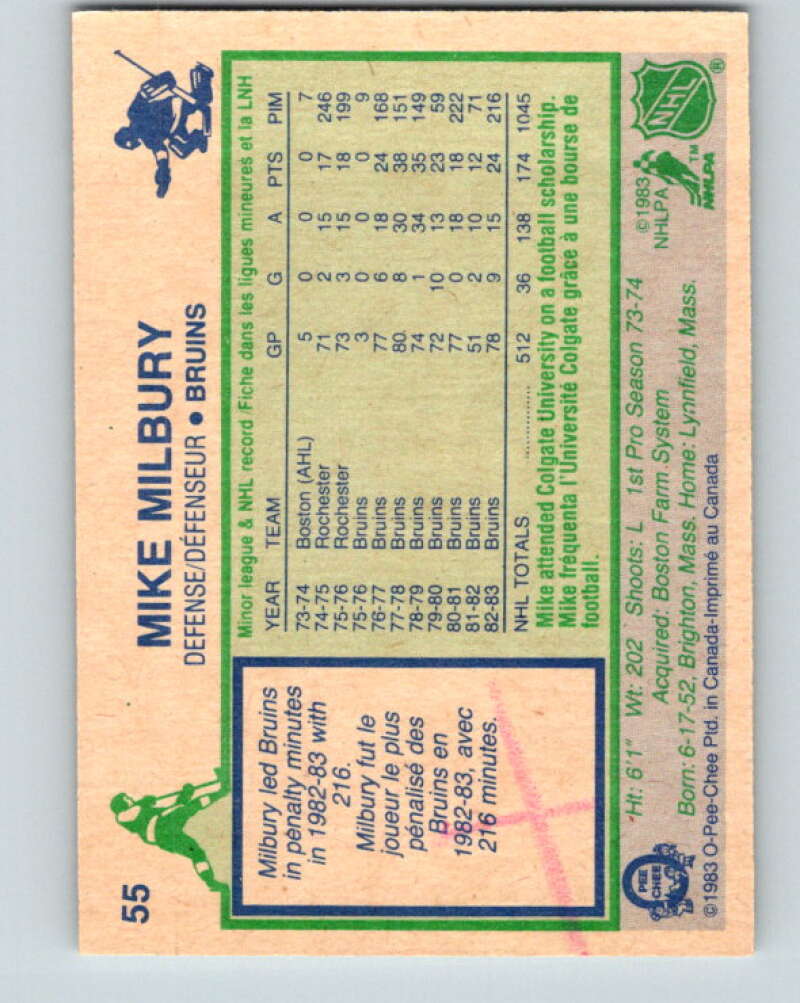 55
MIKE MILBURY
DEFENSE/DÉFENSEUR • BRUINS
Milbury led Bruins
in penalty minutes
in 1982-83 with
216.
Milbury fut le
joueur le plus
pénalisé des
Bruins en
1982-83, avec
216 minutes.
Minor league & NHL record/Fiche dans les ligues mineures et la LNH
YEAR TEAM GP G A PTS PIM
73-74 Boston (AHL) 5 0 0 0 7
74-75 Rochester 71 2 15 17 246
75-76 Rochester 73 3 15 18 199
75-76 Bruins 3 0 0 0 9
76-77 Bruins 77 6 18 24 168
77-78 Bruins 80 8 30 38 151
78-79 Bruins 74 1 34 35 149
79-80 Bruins 72 10 13 23 59
80-81 Bruins 77 0 18 18 222
81-82 Bruins 51 2 10 12 71
82-83 Bruins 78 9 15 24 216
NHL TOTALS ............... 512 36 138 174 1045
Mike attended Colgate University on a football scholarship.
Mike fréquenta l'Université Colgate grâce à une bourse de
football.
Ht: 6'1" Wt: 202 Shoots: L 1st Pro Season 73-74
Acquired: Boston Farm System
Born: 6-17-52, Brighton, Mass. Home: Lynnfield, Mass.
©1983 O-Pee-Chee Ptd. in Canada-Imprimé au Canada
O
PEE
CHEE
©1983
NHLPA
TM
NHLPA
NHL
®